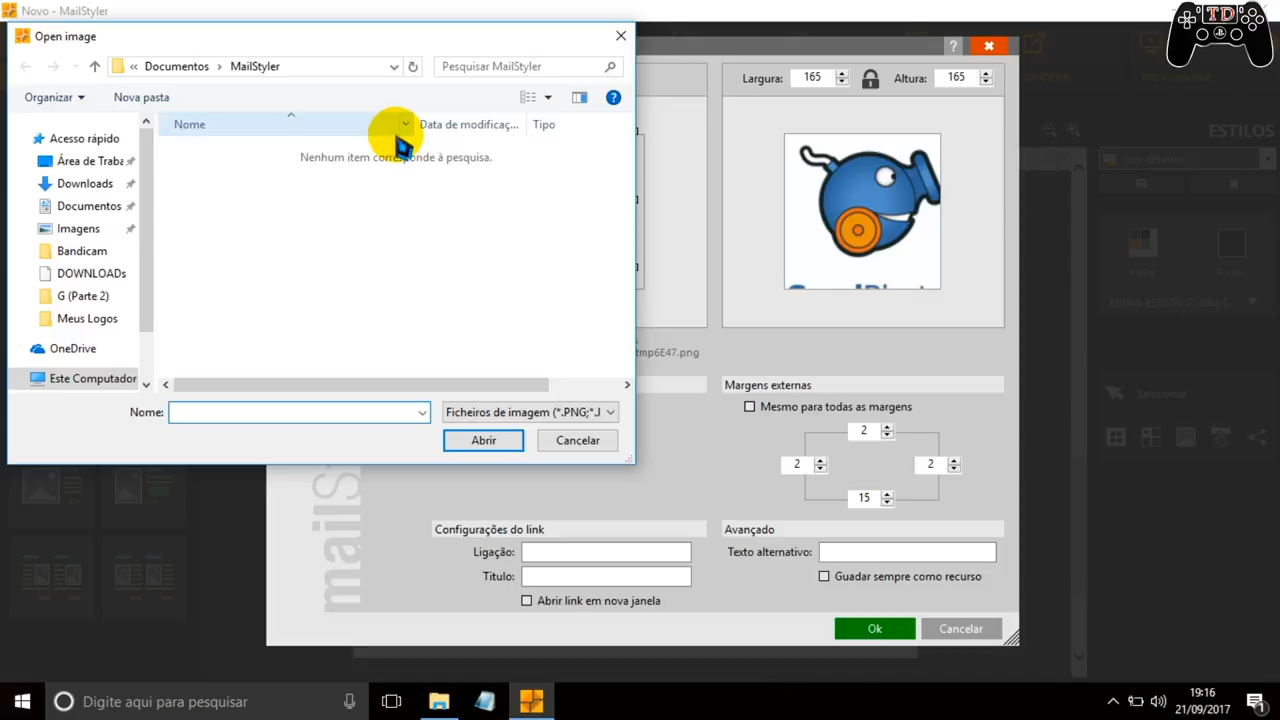 Novo - MailStyler
Open image
Documentos
MailStyler
Pesquisar MailStyler
Organizar
Nova pasta
Nome
Data de modificaç...
Tipo
Nenhum item corresponde à pesquisa.
Acesso rápido
Área de Traba
Downloads
Documentos
Imagens
Bandicam
DOWNLOADs
G (Parte 2)
Meus Logos
OneDrive
Este Computador
Nome:
Ficheiros de imagem (*.PNG;*.J
Abrir
Cancelar
TD
Largura: 165
Altura: 165
tmp6E47.png
Margens externas
Mesmo para todas as margens
2
2
2
15
Configurações do link
Ligação:
Titulo:
Abrir link em nova janela
Avançado
Texto alternativo:
Guadar sempre como recurso
Ok
Cancelar
mailS
ESTILOS
Selecionar
Digite aqui para pesquisar
19:16
21/09/2017
1